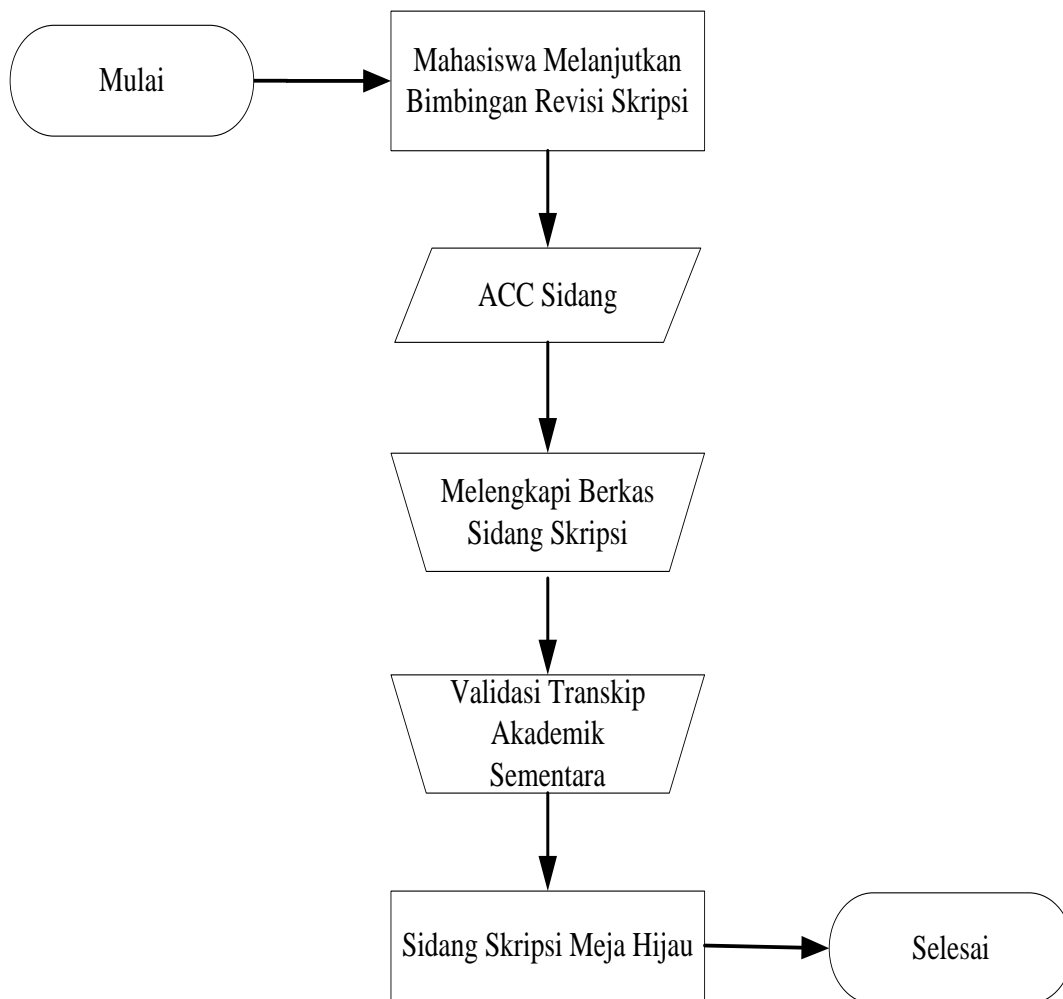 Mulai
Mahasiswa Melanjutkan
Bimbingan Revisi Skripsi
ACC Sidang
Melengkapi Berkas
Sidang Skripsi
Validasi Transkip
Akademik
Sementara
Sidang Skripsi Meja Hijau
Selesai